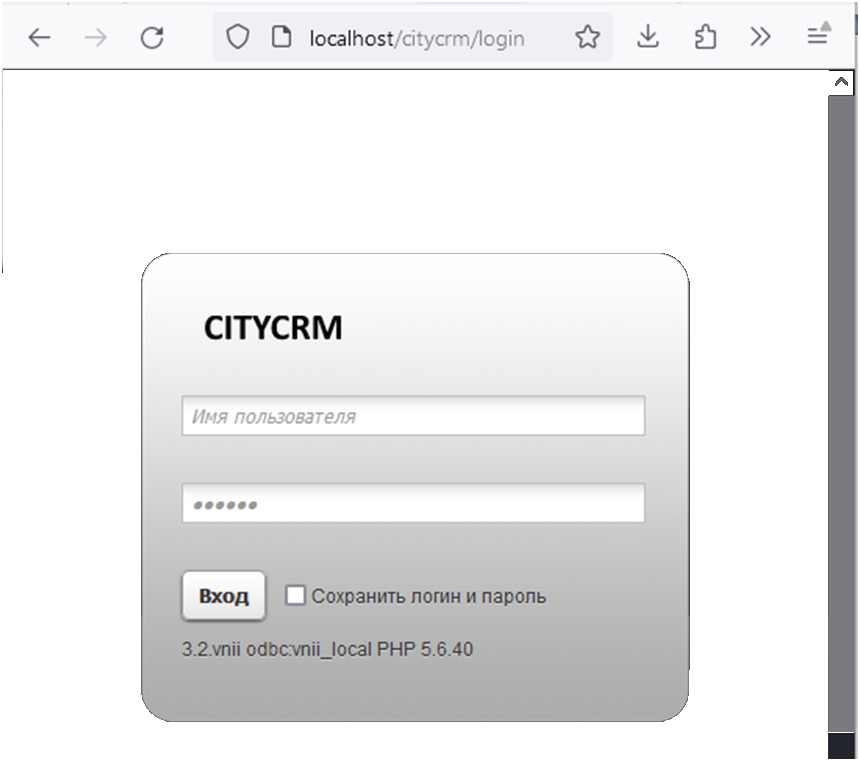 localhost/citycrm/login
CITYCRM
Имя пользователя
••••••
Вход
Сохранить логин и пароль
3.2.vnii odbc:vnii_local PHP 5.6.40